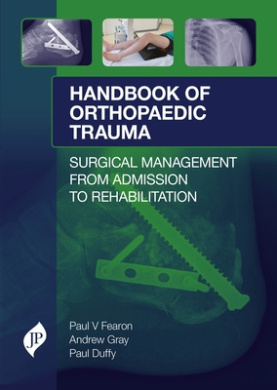 HANDBOOK OF
ORTHOPAEDIC
TRAUMA
SURGICAL MANAGEMENT
FROM ADMISSION
TO REHABILITATION
Paul V Fearon
Andrew Gray
Paul Duffy
JP